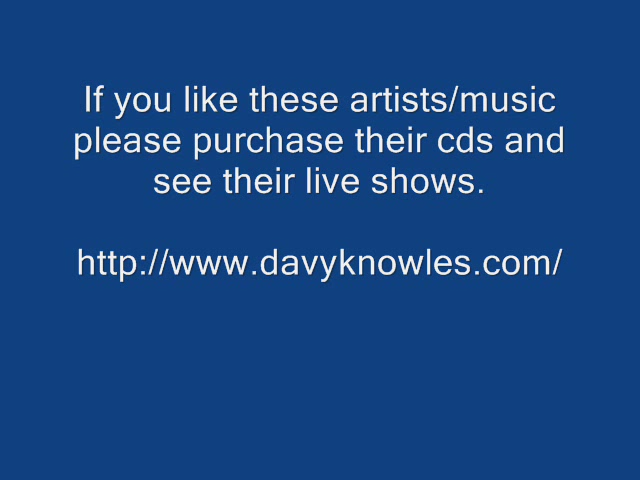 If you like these artists/music
please purchase their cds and
see their live shows.
http://www.davyknowles.com/